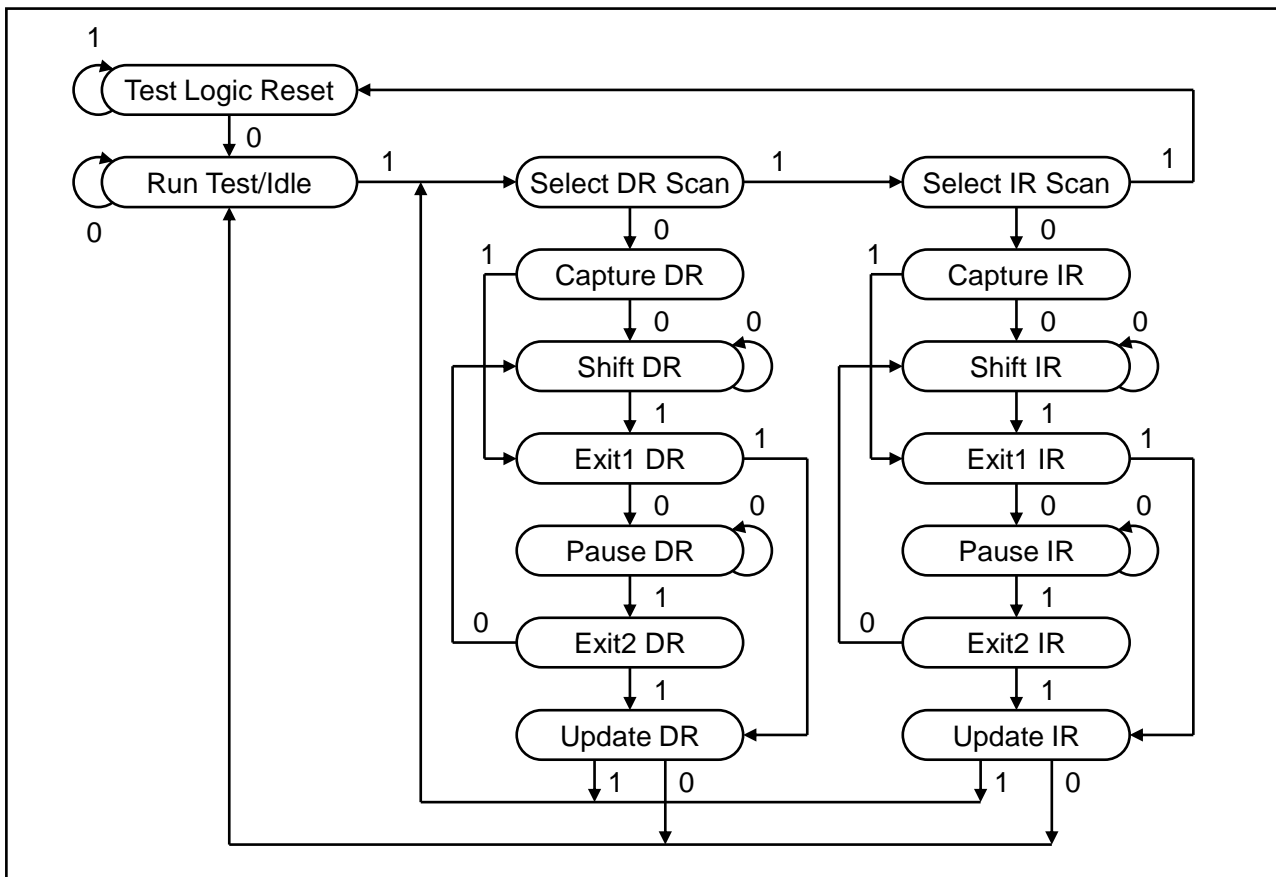 1
Test Logic Reset
0
Run Test/Idle
1
Select DR Scan
1
Select IR Scan
1
0
0
0
1
Capture DR
1
Capture IR
0
0
0
0
Shift DR
Shift IR
1
1
Exit1 DR
1
Exit1 IR
1
0
0
0
0
Pause DR
Pause IR
1
1
0
Exit2 DR
0
Exit2 IR
1
1
Update DR
Update IR
1
0
1
0